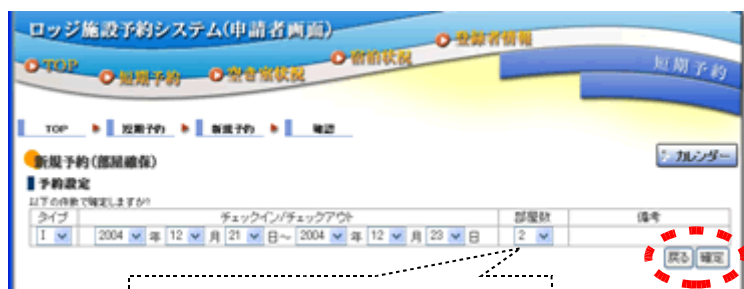 ロッジ施設予約システム(申請者画面)
TOP 短期予約 空き室状況 宿泊状況 登録者情報
短期予約
TOP 短期予約 新規予約 確認
新規予約(部屋確保)
カレンダー
予約設定
以下の件数で確定しますか?
タイプ チェックイン/チェックアウト 部屋数 備考
I 2004 年 12 月 21 日～ 2004 年 12 月 23 日 2
戻る 確定